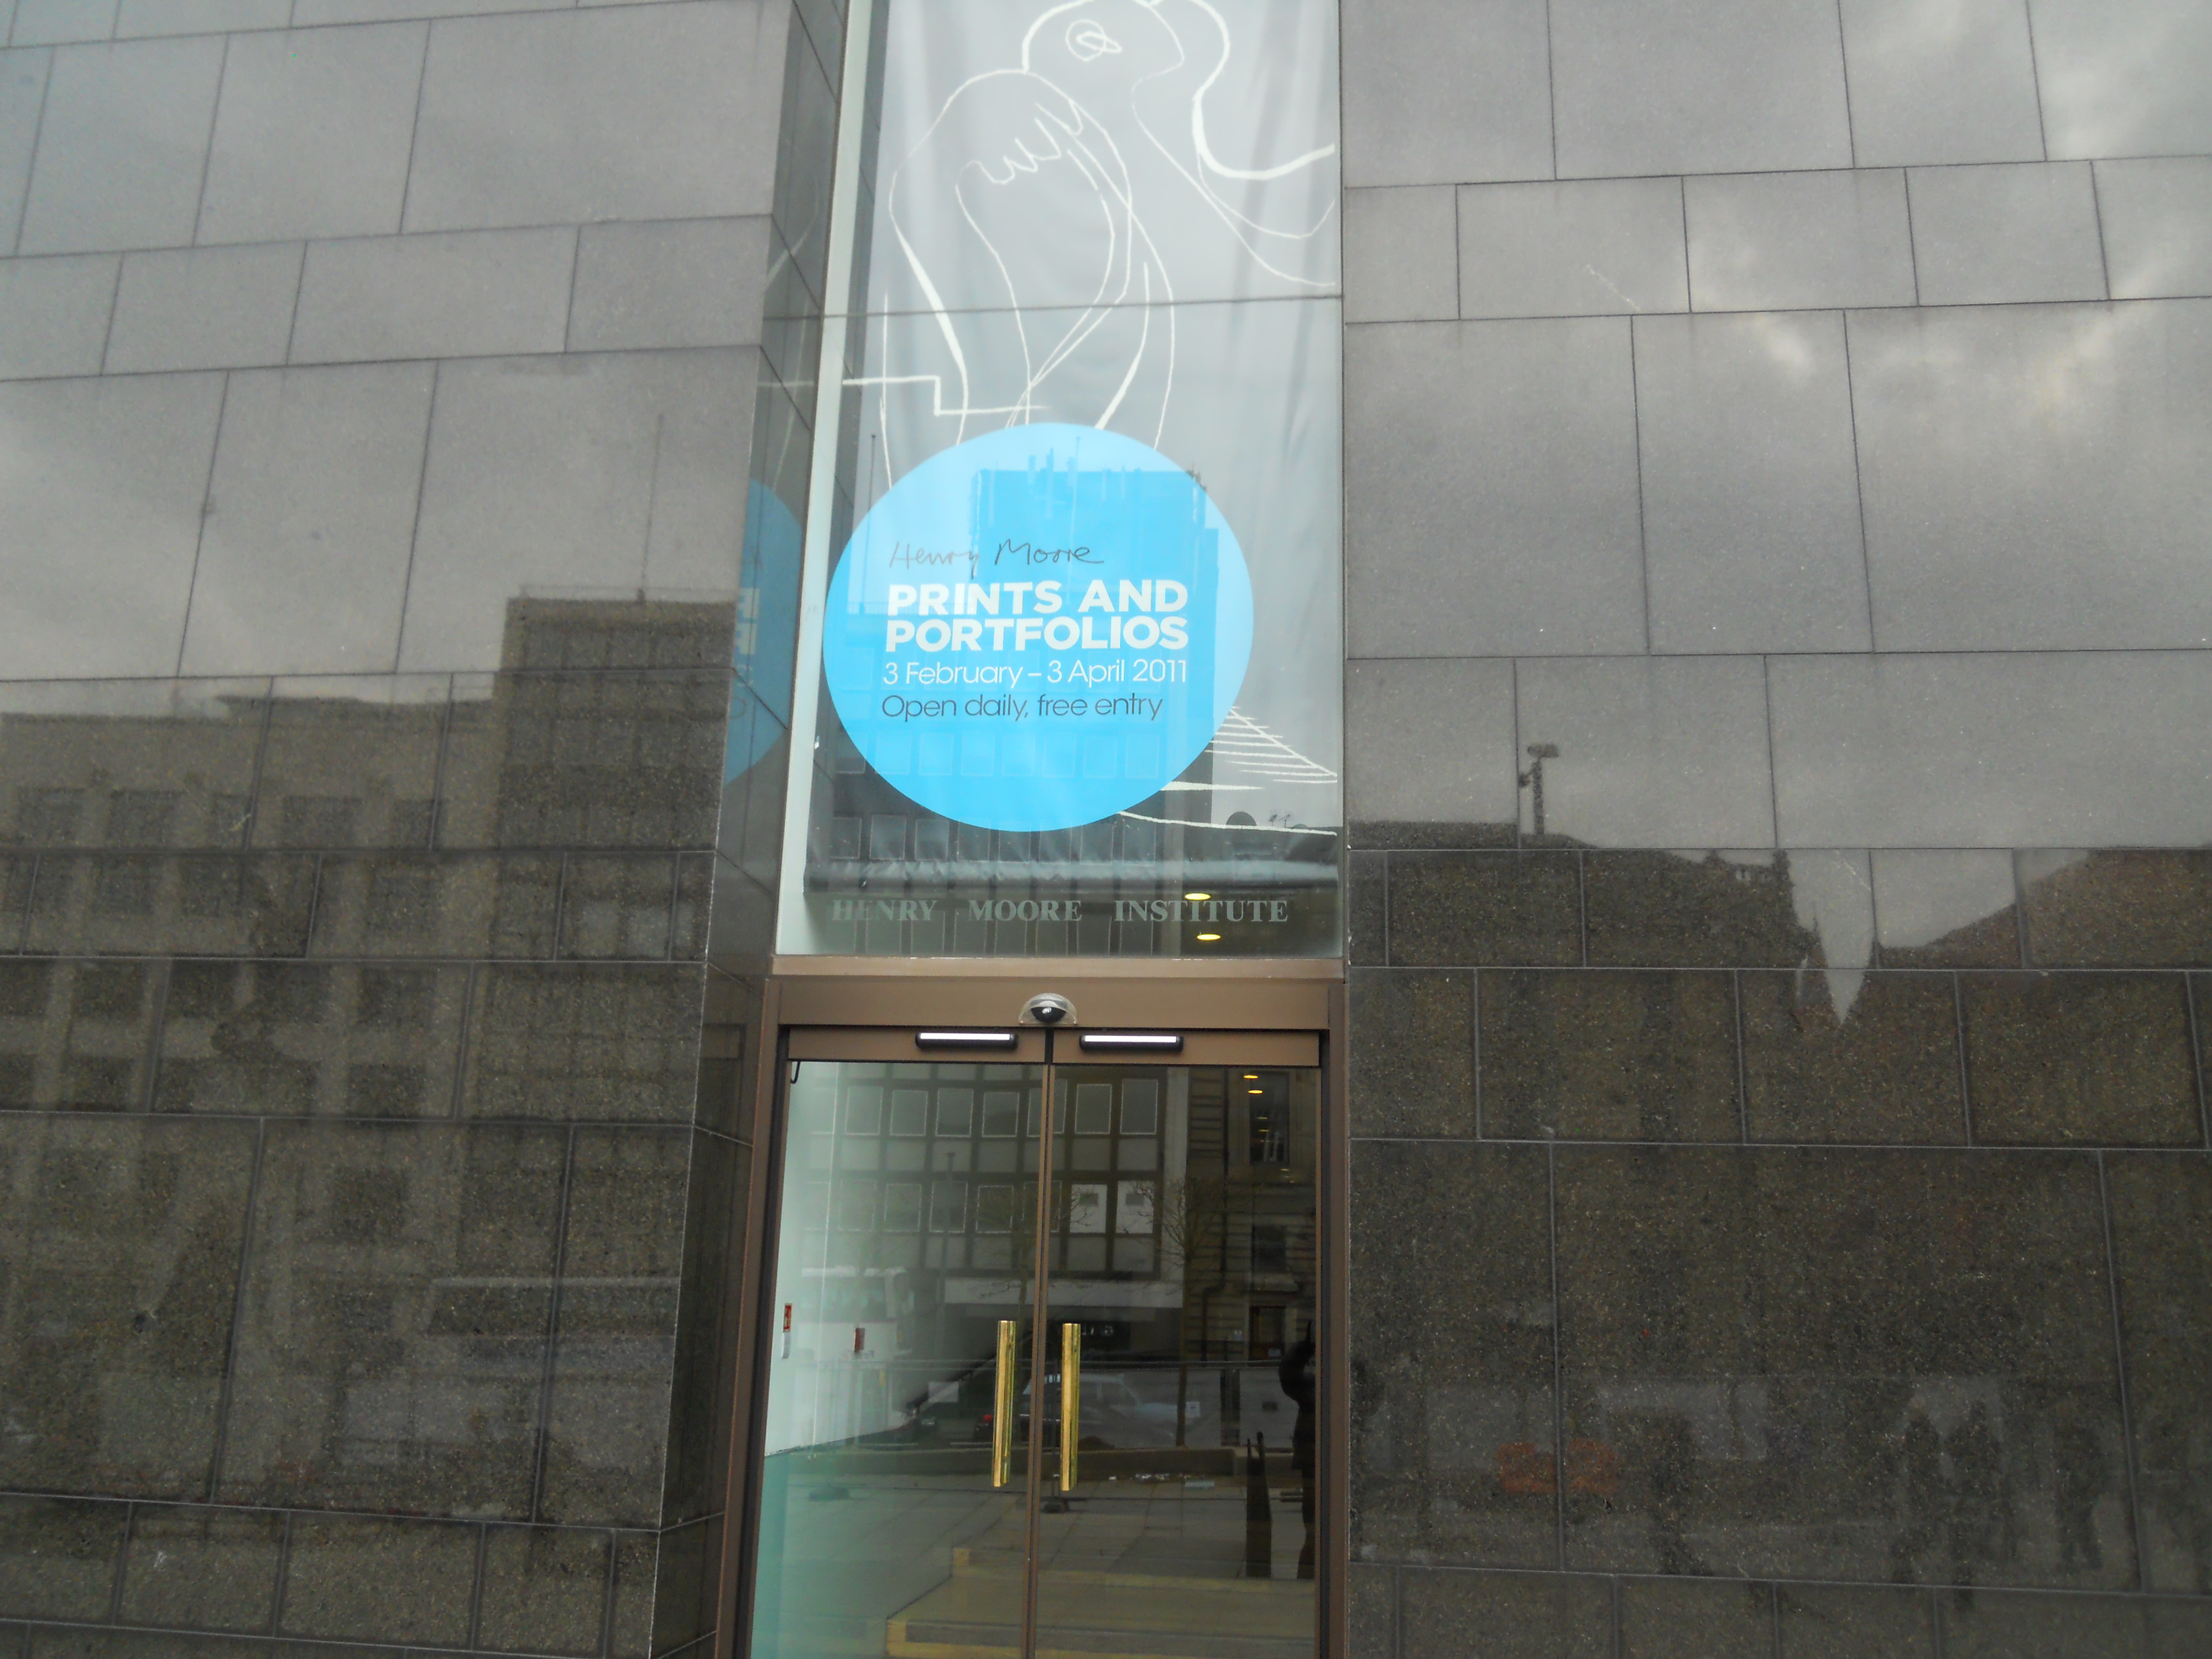 Henry Moore
PRINTS AND
PORTFOLIOS
3 February – 3 April 2011
Open daily, free entry
HENRY MOORE INSTITUTE